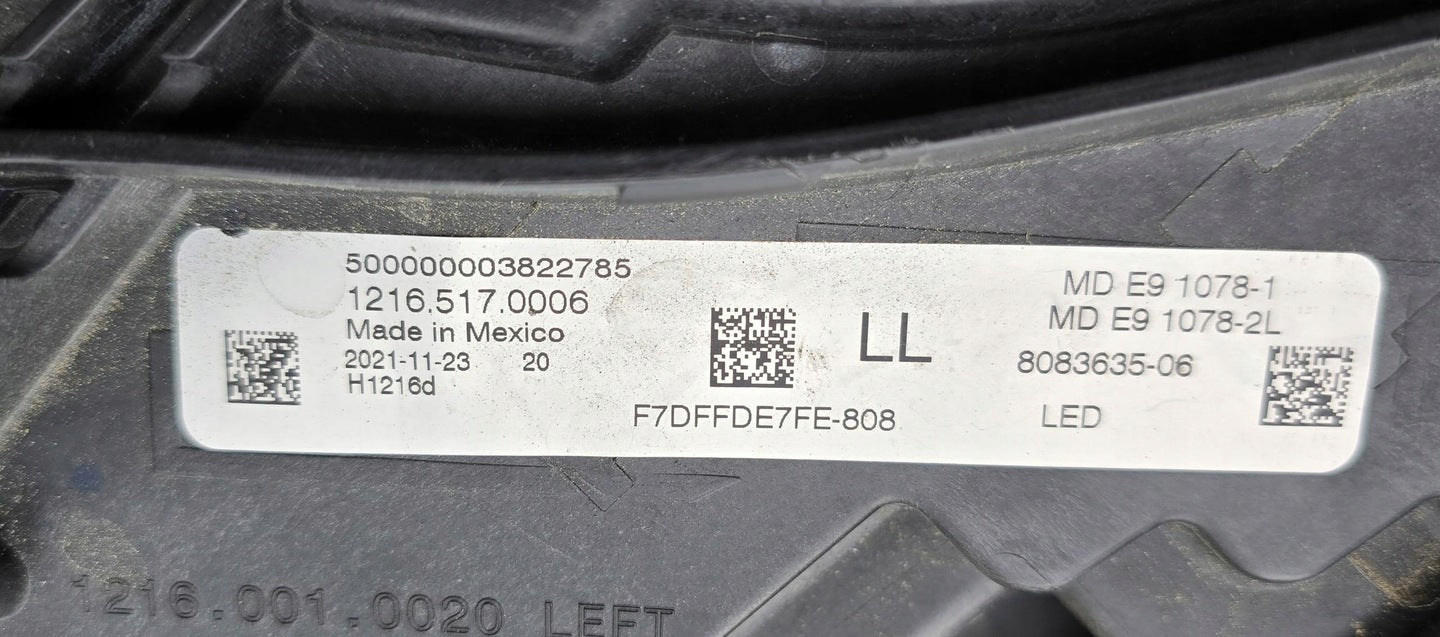 500000003822785
1216.517.0006
Made in Mexico
2021-11-23 20
H1216d
F7DFFDE7FE-808
LL
MD E9 1078-1
MD E9 1078-2L
8083635-06
LED
1216.001.0020 LEFT